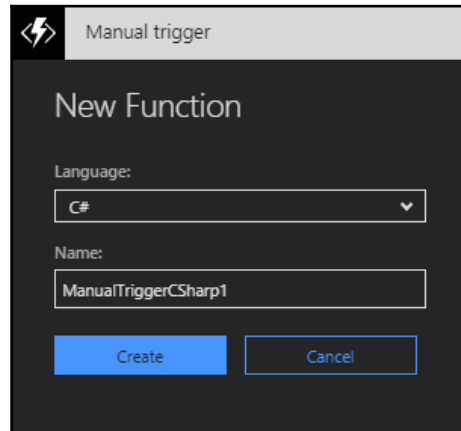 Manual trigger
New Function
Language:
C#
Name:
ManualTriggerCSharp1
Create Cancel